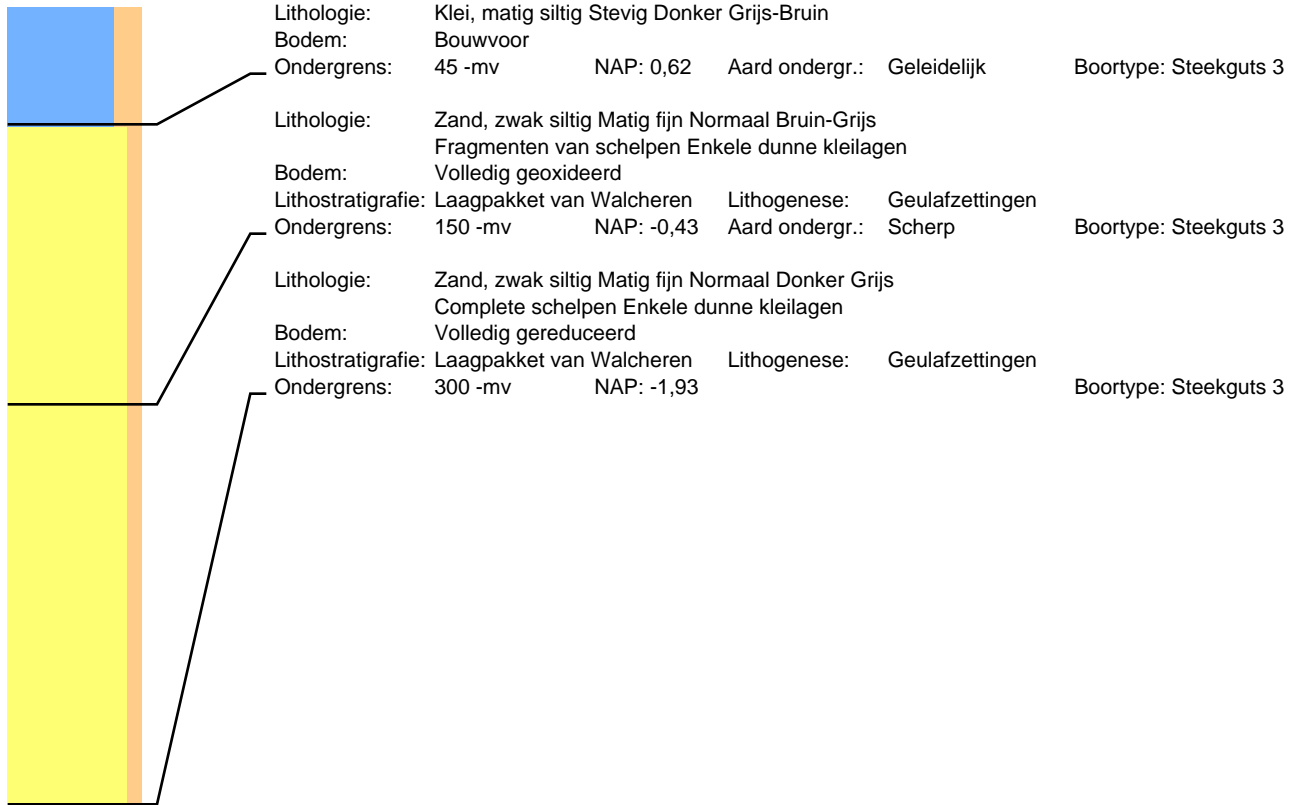 Lithologie: Klei, matig siltig Stevig Donker Grijs-Bruin
Bodem: Bouwvoor
Ondergrens: 45 -mv NAP: 0,62 Aard ondergr.: Geleidelijk Boortype: Steekguts 3
Lithologie: Zand, zwak siltig Matig fijn Normaal Bruin-Grijs
Fragmenten van schelpen Enkele dunne kleilagen
Bodem: Volledig geoxideerd
Lithostratigrafie: Laagpakket van Walcheren Lithogenese: Geulafzettingen
Ondergrens: 150 -mv NAP: -0,43 Aard ondergr.: Scherp Boortype: Steekguts 3
Lithologie: Zand, zwak siltig Matig fijn Normaal Donker Grijs
Complete schelpen Enkele dunne kleilagen
Bodem: Volledig gereduceerd
Lithostratigrafie: Laagpakket van Walcheren Lithogenese: Geulafzettingen
Ondergrens: 300 -mv NAP: -1,93 Boortype: Steekguts 3